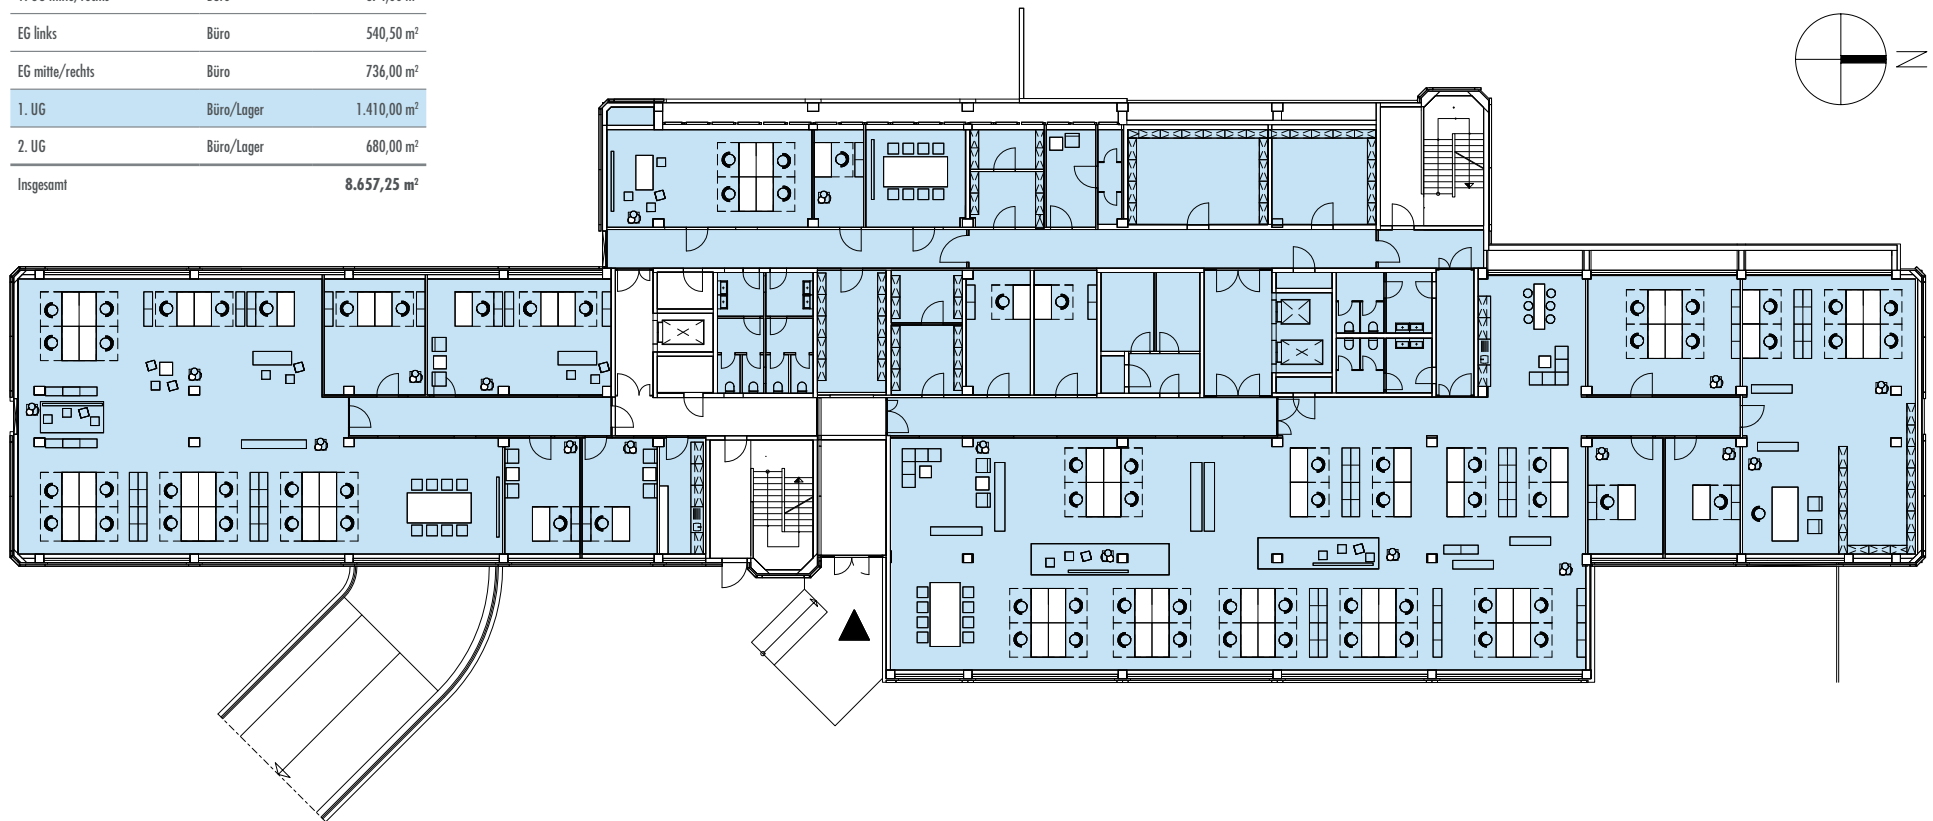 EG links Büro 540,50 m²
EG mitte/rechts Büro 736,00 m²
1. UG Büro/Lager 1.410,00 m²
2. UG Büro/Lager 680,00 m²
Insgesamt 8.657,25 m²
N